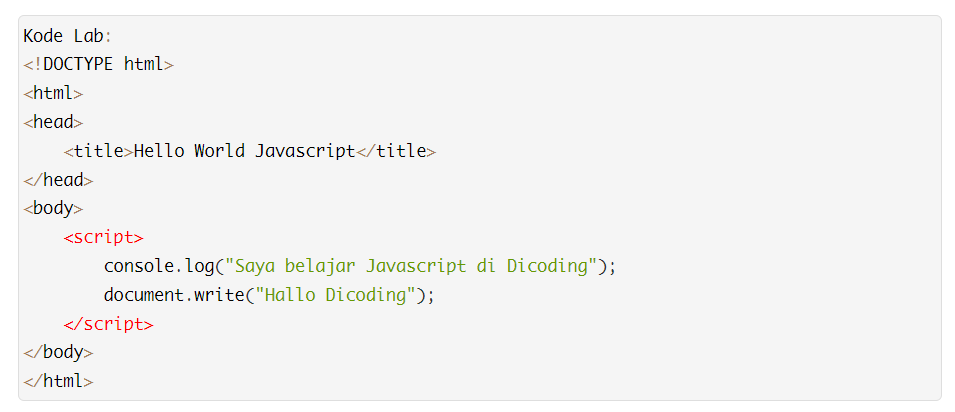 Kode Lab:
<!DOCTYPE html>
<html>
<head>
    <title>Hello World Javascript</title>
</head>
<body>
    <script>
        console.log("Saya belajar Javascript di Dicoding");
        document.write("Hallo Dicoding");
    </script>
</body>
</html>